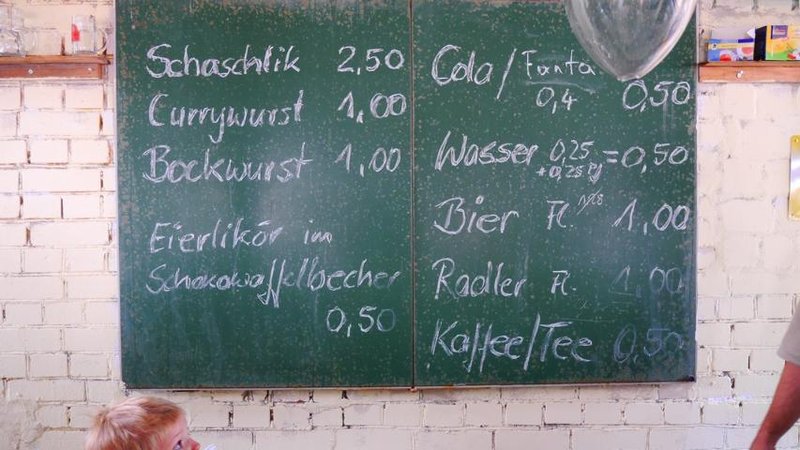 Schaschlik 2,50
Currywurst 1,00
Bockwurst 1,00
Eierlikör im
Schokowaffelbecher
0,50
Cola/Fanta
0,4 0,50
Wasser 0,25 =0,50
+0,25 Pf
Bier Fl. 1,00
Radler Fl. 1,00
Kaffee/Tee 0,50